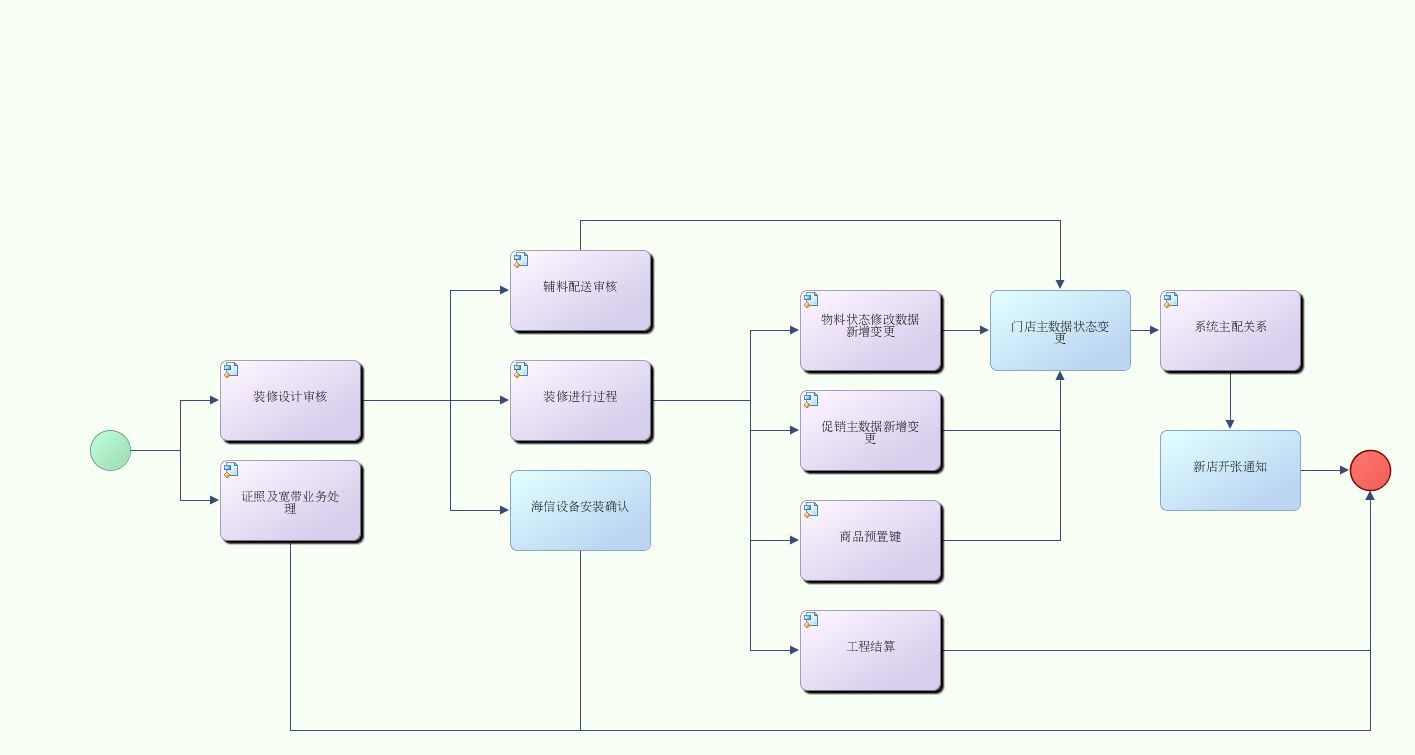 辅料配送审核
物料状态修改数据
新增变更
门店主数据状态变
更
系统主配关系
装修设计审核
装修进行过程
促销主数据新增变
更
证照及宽带业务处
理
海信设备安装确认
新店开张通知
商品预置键
工程结算